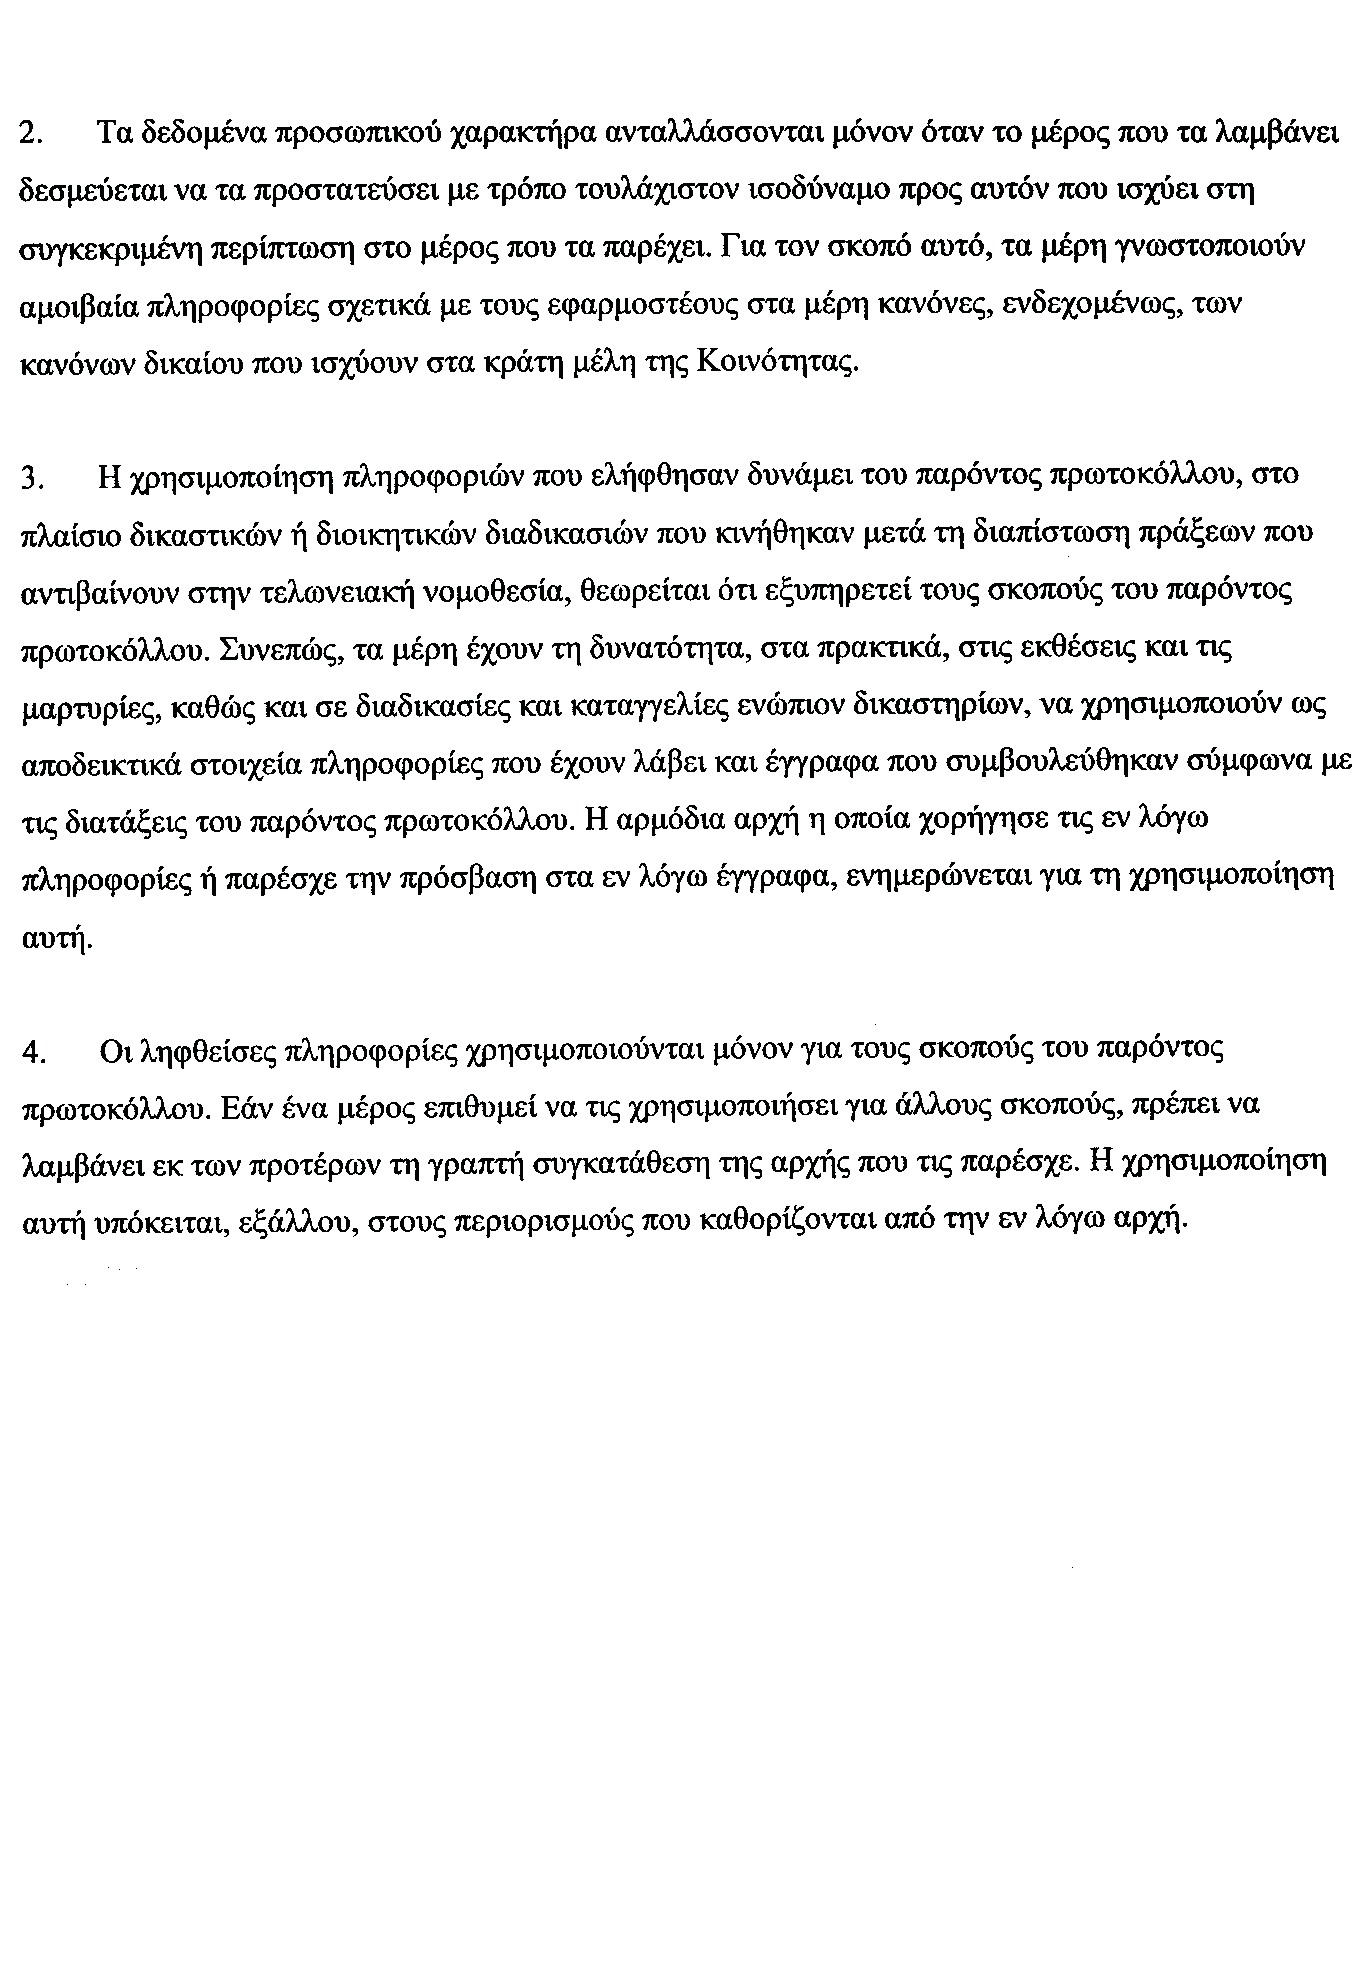 2. Τα δεδομένα προσωπικού χαρακτήρα ανταλλάσσονται μόνον όταν το μέρος που τα λαμβάνει
δεσμεύεται να τα προστατεύσει με τρόπο τουλάχιστον ισοδύναμο προς αυτόν που ισχύει στη
συγκεκριμένη περίπτωση στο μέρος που τα παρέχει. Για τον σκοπό αυτό, τα μέρη γνωστοποιούν
αμοιβαία πληροφορίες σχετικά με τους εφαρμοστέους στα μέρη κανόνες, ενδεχομένως, των
κανόνων δικαίου που ισχύουν στα κράτη μέλη της Κοινότητας.
3. Η χρησιμοποίηση πληροφοριών που ελήφθησαν δυνάμει του παρόντος πρωτοκόλλου, στο
πλαίσιο δικαστικών ή διοικητικών διαδικασιών που κινήθηκαν μετά τη διαπίστωση πράξεων που
αντιβαίνουν στην τελωνειακή νομοθεσία, θεωρείται ότι εξυπηρετεί τους σκοπούς του παρόντος
πρωτοκόλλου. Συνεπώς, τα μέρη έχουν τη δυνατότητα, στα πρακτικά, στις εκθέσεις και τις
μαρτυρίες, καθώς και σε διαδικασίες και καταγγελίες ενώπιον δικαστηρίων, να χρησιμοποιούν ως
αποδεικτικά στοιχεία πληροφορίες που έχουν λάβει και έγγραφα που συμβουλεύθηκαν σύμφωνα με
τις διατάξεις του παρόντος πρωτοκόλλου. Η αρμόδια αρχή η οποία χορήγησε τις εν λόγω
πληροφορίες ή παρέσχε την πρόσβαση στα εν λόγω έγγραφα, ενημερώνεται για τη χρησιμοποίηση
αυτή.
4. Οι ληφθείσες πληροφορίες χρησιμοποιούνται μόνον για τους σκοπούς του παρόντος
πρωτοκόλλου. Εάν ένα μέρος επιθυμεί να τις χρησιμοποιήσει για άλλους σκοπούς, πρέπει να
λαμβάνει εκ των προτέρων τη γραπτή συγκατάθεση της αρχής που τις παρέσχε. Η χρησιμοποίηση
αυτή υπόκειται, εξάλλου, στους περιορισμούς που καθορίζονται από την εν λόγω αρχή.